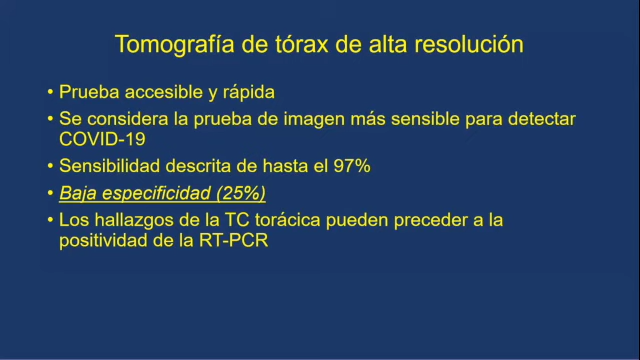 Tomografía de tórax de alta resolución
• Prueba accesible y rápida
• Se considera la prueba de imagen más sensible para detectar
COVID-19
• Sensibilidad descrita de hasta el 97%
• Baja especificidad (25%)
• Los hallazgos de la TC torácica pueden preceder a la
positividad de la RT-PCR